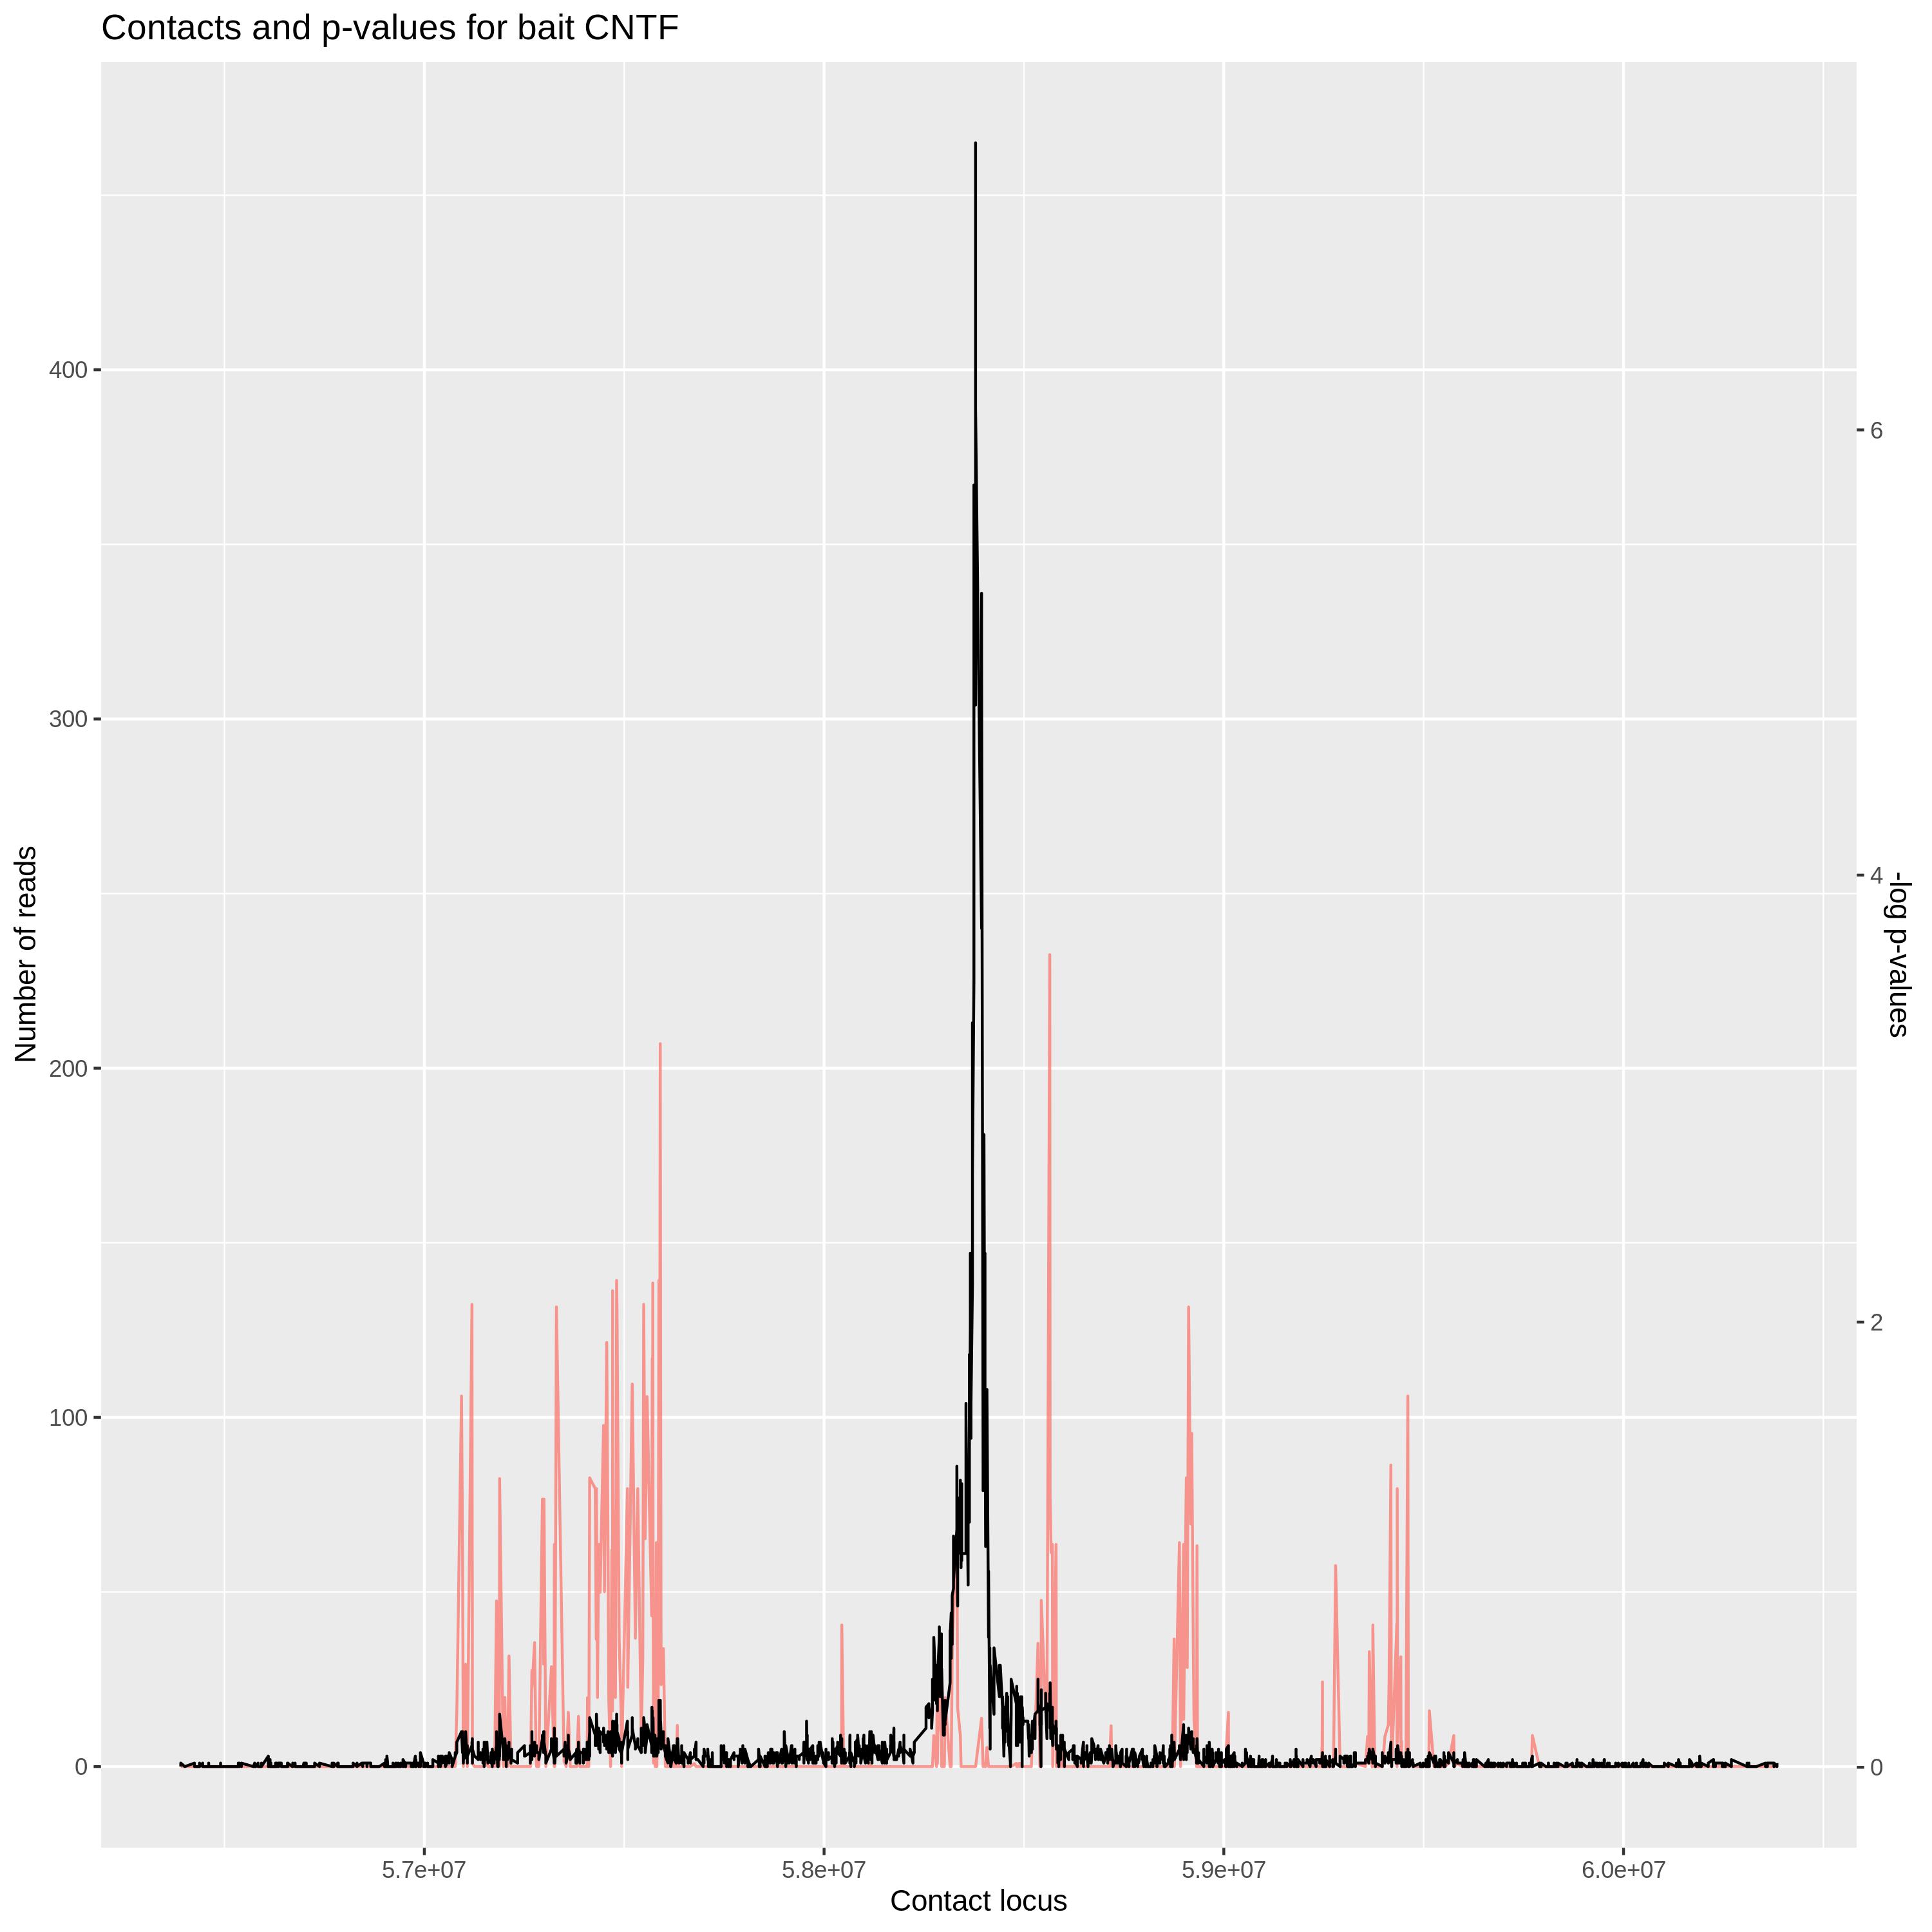 Contacts and p-values for bait CNTF
Number of reads
400
300
200
100
0
6
4
2
0
-log p-values
5.7e+07
5.8e+07
5.9e+07
6.0e+07
Contact locus